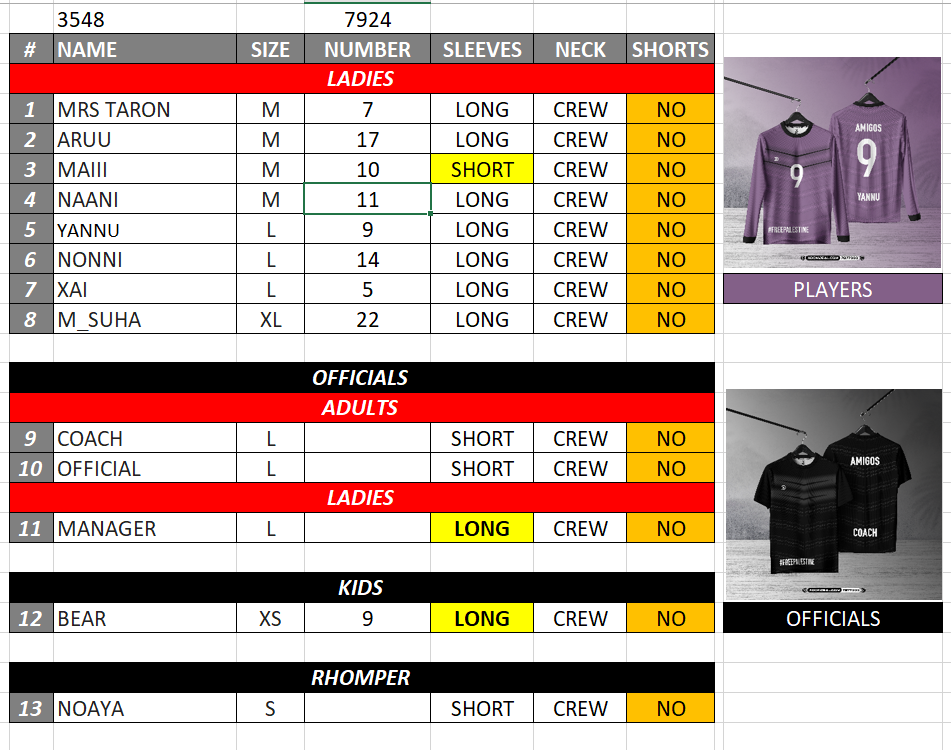 3548 7924
# NAME SIZE NUMBER SLEEVES NECK SHORTS
LADIES
1 MRS TARON M 7 LONG CREW NO
2 ARUU M 17 LONG CREW NO
3 MAIII M 10 SHORT CREW NO
4 NAANI M 11 LONG CREW NO
5 YANNU L 9 LONG CREW NO
6 NONNI L 14 LONG CREW NO
7 XAI L 5 LONG CREW NO
8 M_SUHA XL 22 LONG CREW NO
OFFICIALS
ADULTS
9 COACH L SHORT CREW NO
10 OFFICIAL L SHORT CREW NO
LADIES
11 MANAGER L LONG CREW NO
KIDS
12 BEAR XS 9 LONG CREW NO
RHOMPER
13 NOAYA S SHORT CREW NO
AMIGOS
9
9
YANNU
#FREEPALESTINE
PLAYERS
AMIGOS
COACH
#FREEPALESTINE
OFFICIALS